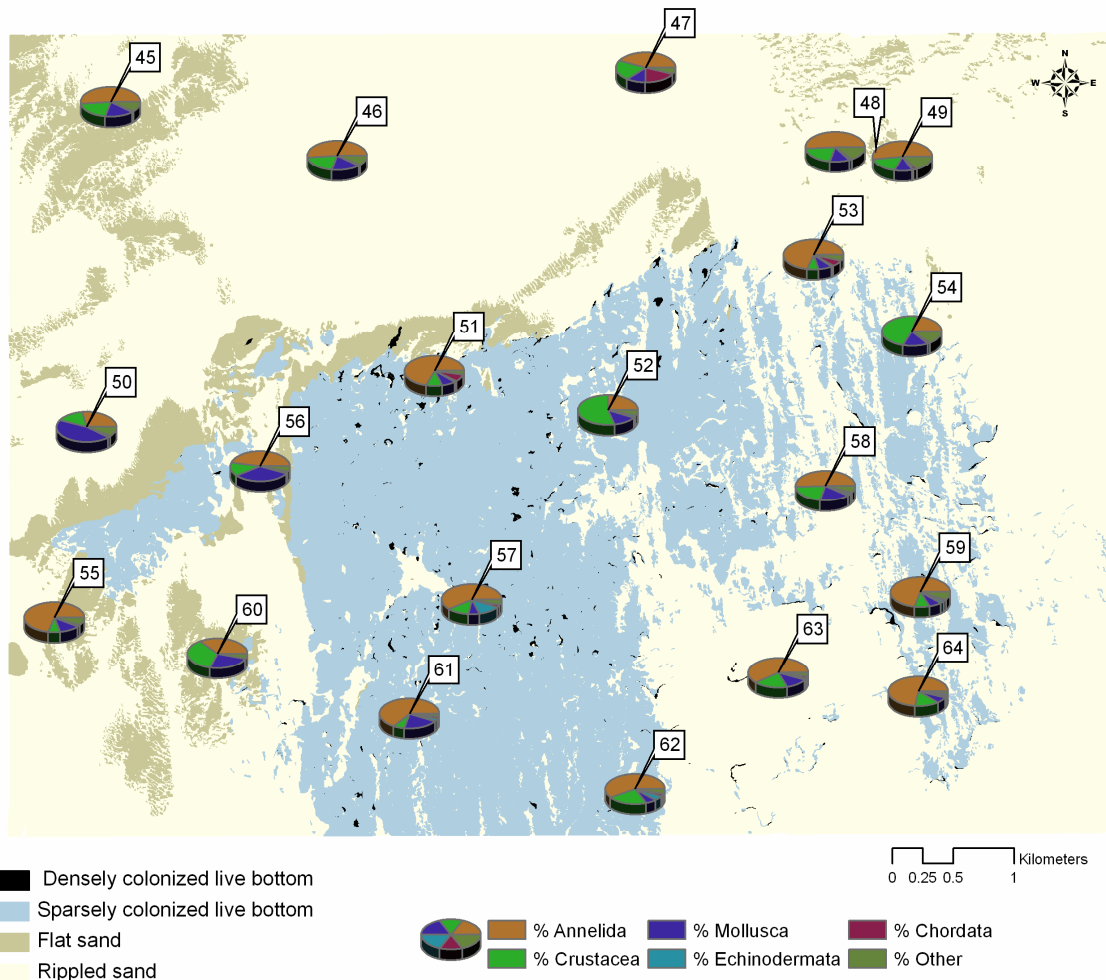 47
45
N
W E
S
46
48
49
53
54
51
52
50
56
58
57
59
55
60
63
64
61
62
Kilometers
0 0.25 0.5 1
Densely colonized live bottom
Sparsely colonized live bottom
Flat sand
Rippled sand
% Annelida % Mollusca % Chordata
% Crustacea % Echinodermata % Other